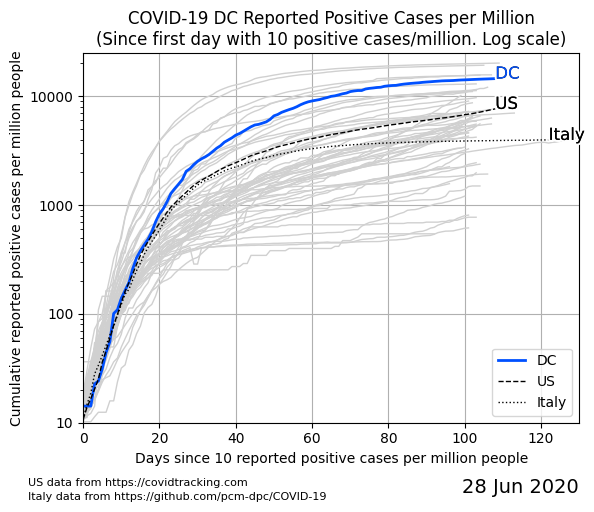 COVID-19 DC Reported Positive Cases per Million
(Since first day with 10 positive cases/million. Log scale)
Cumulative reported positive cases per million people
10000
1000
100
10
DC
US
Italy
DC
US
Italy
0
20
40
60
80
100
120
Days since 10 reported positive cases per million people
US data from https://covidtracking.com
Italy data from https://github.com/pcm-dpc/COVID-19
28 Jun 2020